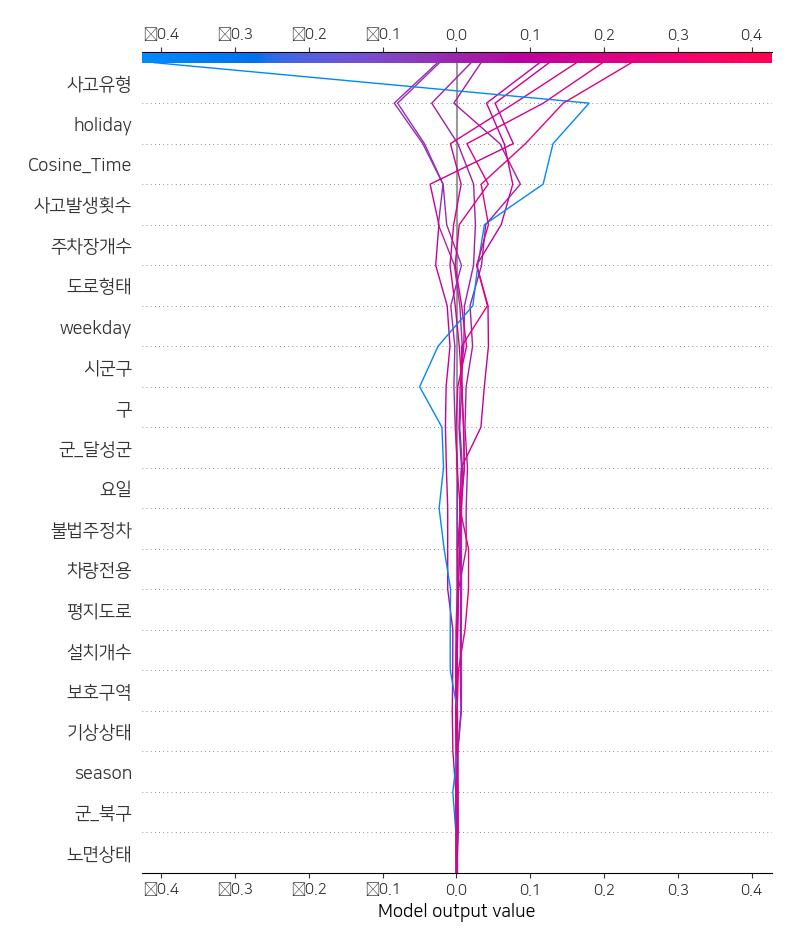 ☒0.4 ☒0.3 ☒0.2 ☒0.1 0.0 0.1 0.2 0.3 0.4
사고유형
holiday
Cosine_Time
사고발생횟수
주차장개수
도로형태
weekday
시군구
구
군_달성군
요일
불법주정차
차량전용
평지도로
설치개수
보호구역
기상상태
season
군_북구
노면상태
☒0.4 ☒0.3 ☒0.2 ☒0.1 0.0 0.1 0.2 0.3 0.4
Model output value